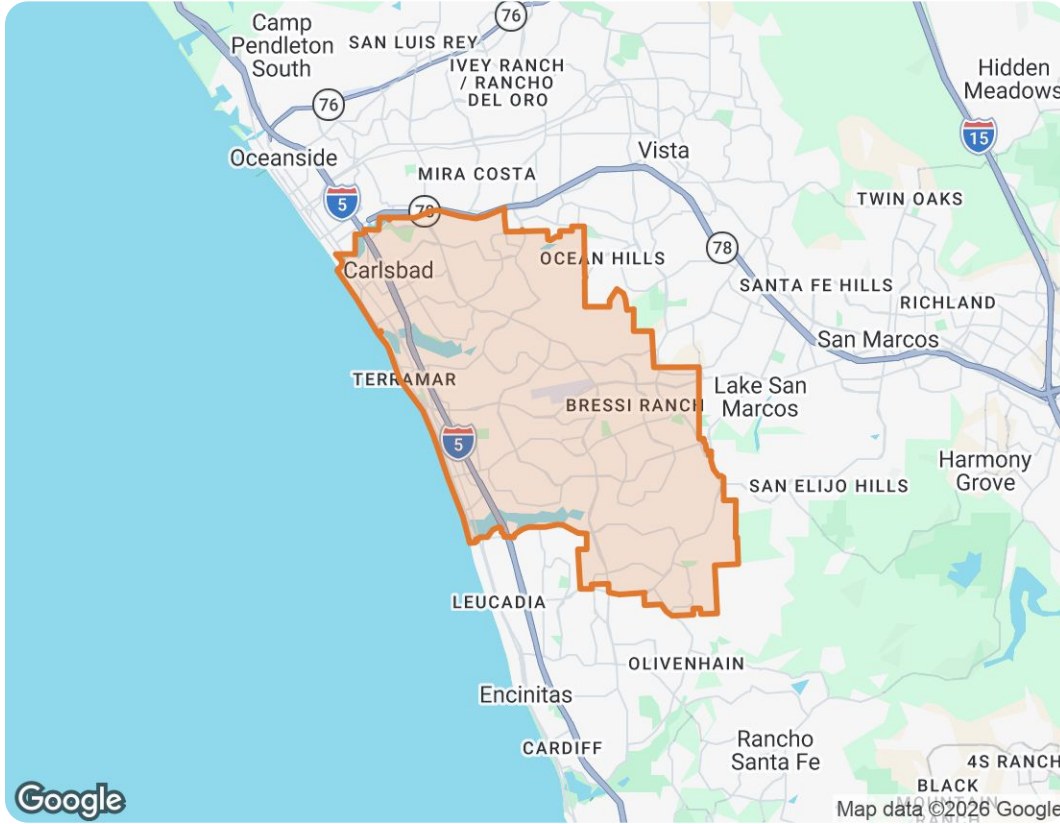 76
Camp
Pendleton
South
SAN LUIS REY
IVEY RANCH
/ RANCHO
DEL ORO
Hidden
Meadows
76
15
Oceanside
Vista
MIRA COSTA
5
78
TWIN OAKS
78
Carlsbad
OCEAN HILLS
SANTA FE HILLS
RICHLAND
San Marcos
TERRAMAR
BRESSI RANCH
Lake San
Marcos
5
Harmony
Grove
SAN ELIJO HILLS
LEUCADIA
OLIVENHAIN
Encinitas
CARDIFF
Rancho
Santa Fe
4S RANCH
BLACK
MOUNTAIN
RANCH
Google
Map data ©2026 Google